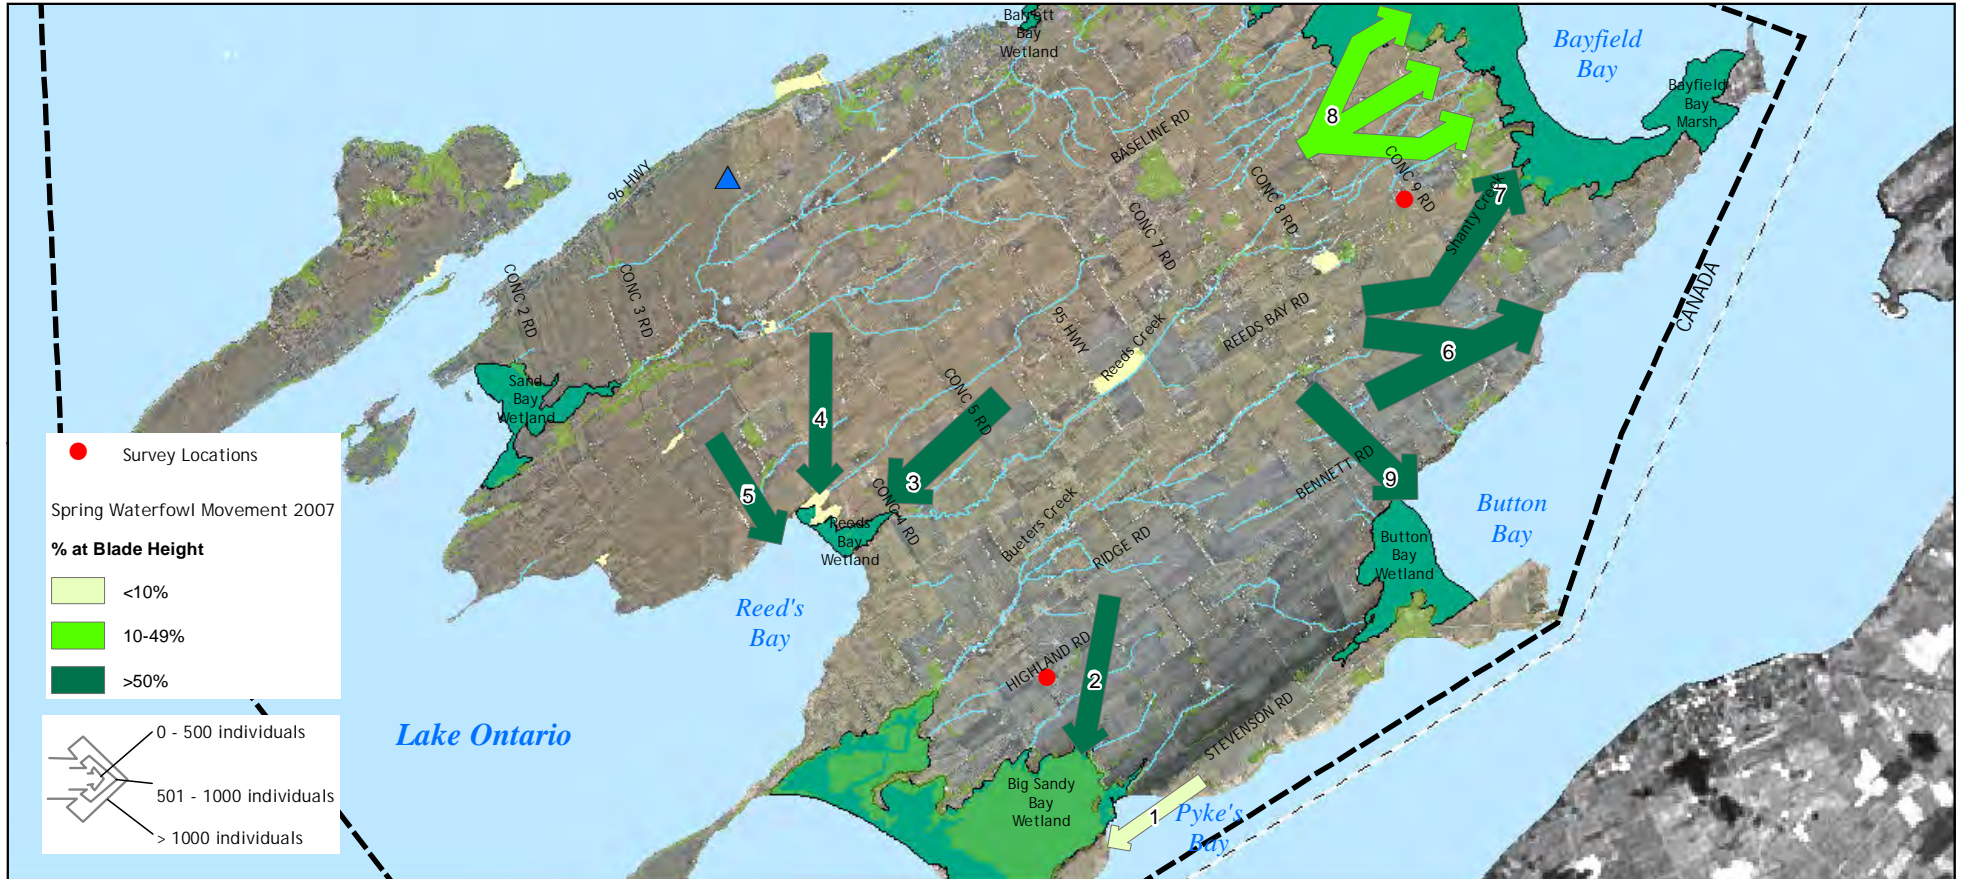 Barrett
Bay
Wetland
Bayfield
Bay
Bayfield
Bay
Marsh
8
BASELINE RD
CONC 9 RD
96 HWY
CONC 8 RD
7
Shanty Creek
CONC 7 RD
CANADA
CONC 2 RD
CONC 3 RD
95 HWY
REEDS BAY RD
Reeds Creek
6
Sand
Bay
Wetland
CONC 5 RD
4
5
3
9
BENNETT RD
Button
Bay
CONC 4 RD
Reeds
Bay
Wetland
Bueters Creek
RIDGE RD
Button
Bay
Wetland
Reed's
Bay
HIGHLAND RD
2
STEVENSON RD
Lake Ontario
Big Sandy
Bay
Wetland
1
Pyke's
Bay
Survey Locations
Spring Waterfowl Movement 2007
% at Blade Height
<10%
10-49%
>50%
0 - 500 individuals
501 - 1000 individuals
> 1000 individuals